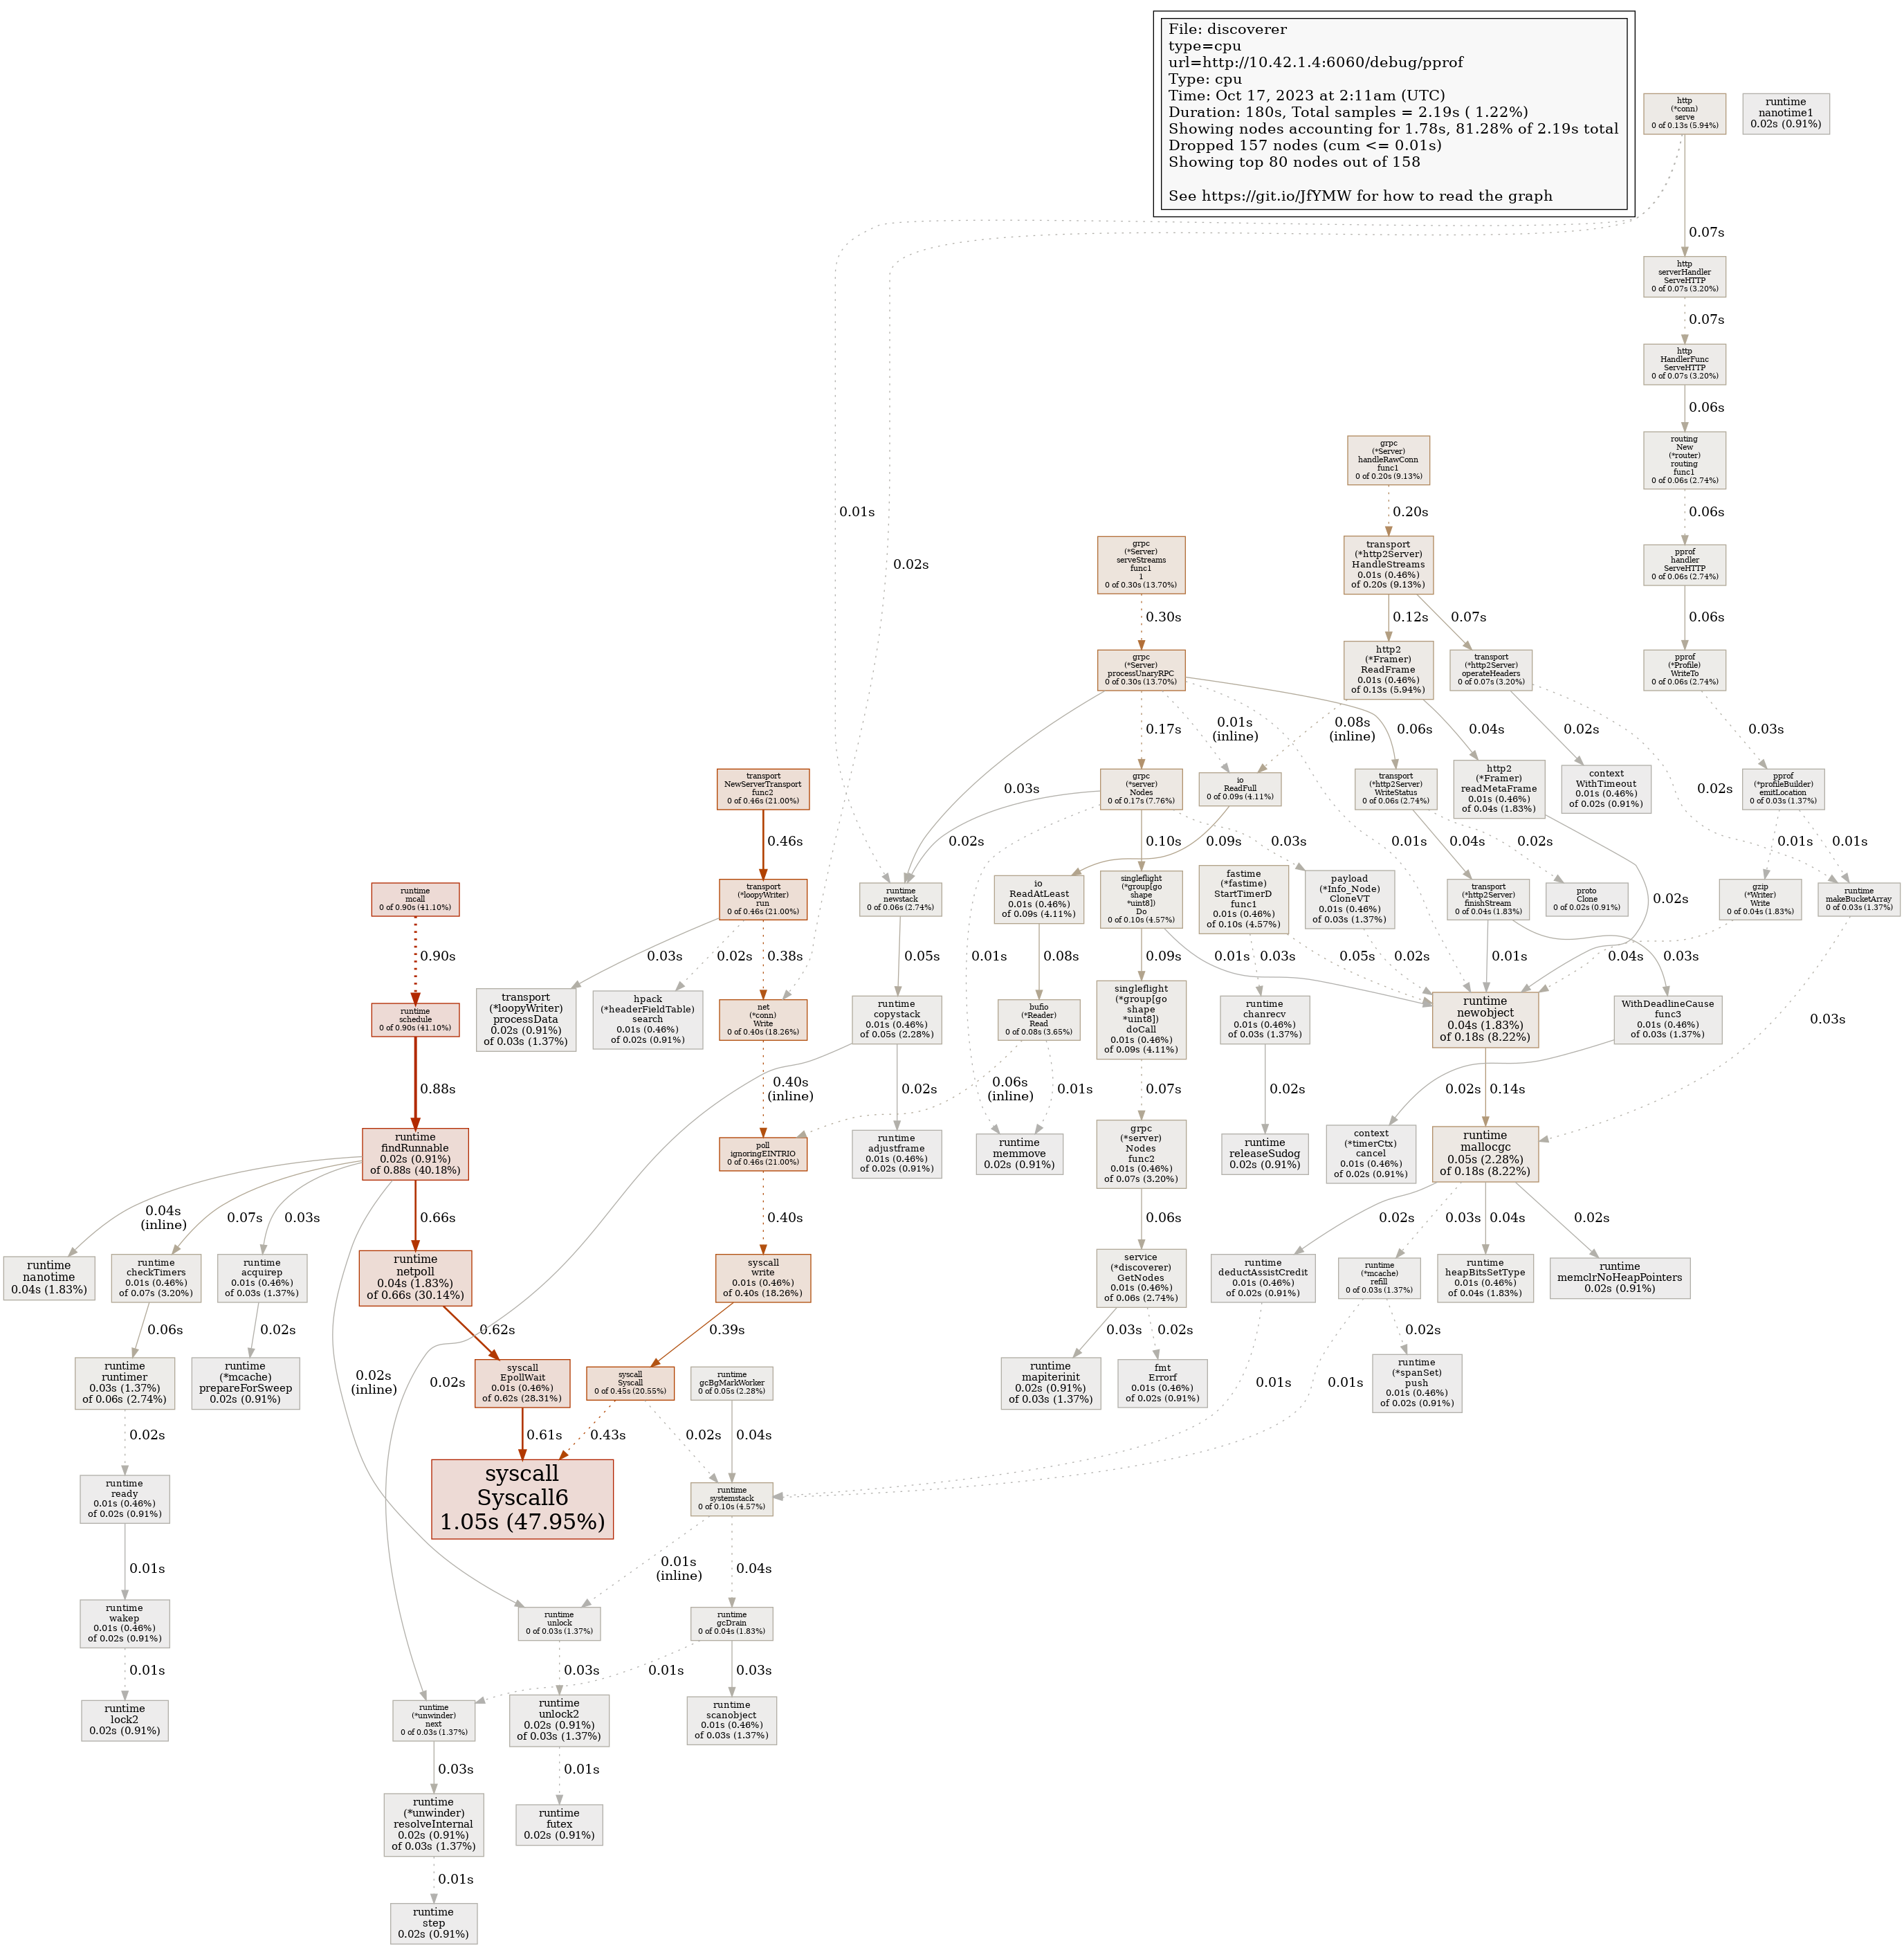 File: discoverer
type=cpu
url=http://10.42.1.4:6060/debug/pprof
Type: cpu
Time: Oct 17, 2023 at 2:11am (UTC)
Duration: 180s, Total samples = 2.19s ( 1.22%)
Showing nodes accounting for 1.78s, 81.28% of 2.19s total
Dropped 157 nodes (cum <= 0.01s)
Showing top 80 nodes out of 158
See https://git.io/JfYMW for how to read the graph
http
(*conn)
serve
0 of 0.13s (5.94%)
runtime
nanotime1
0.02s (0.91%)
0.07s
http
serverHandler
ServeHTTP
0 of 0.07s (3.20%)
0.07s
http
HandlerFunc
ServeHTTP
0 of 0.07s (3.20%)
0.06s
routing
New
(*router)
routing
func1
0 of 0.06s (2.74%)
0.06s
pprof
handler
ServeHTTP
0 of 0.06s (2.74%)
0.06s
pprof
(*Profile)
WriteTo
0 of 0.06s (2.74%)
0.03s
pprof
(*profileBuilder)
emitLocation
0 of 0.03s (1.37%)
0.01s
0.01s
gzip
(*Writer)
Write
0 of 0.04s (1.83%)
runtime
makeBucketArray
0 of 0.03s (1.37%)
0.04s
0.03s
0.01s
0.02s
grpc
(*Server)
handleRawConn
func1
0 of 0.20s (9.13%)
0.20s
transport
(*http2Server)
HandleStreams
0.01s (0.46%)
of 0.20s (9.13%)
0.12s
0.07s
http2
(*Framer)
ReadFrame
0.01s (0.46%)
of 0.13s (5.94%)
transport
(*http2Server)
operateHeaders
0 of 0.07s (3.20%)
0.08s
(inline)
0.04s
0.02s
0.02s
http2
(*Framer)
readMetaFrame
0.01s (0.46%)
of 0.04s (1.83%)
context
WithTimeout
0.01s (0.46%)
of 0.02s (0.91%)
0.02s
grpc
(*Server)
serveStreams
func1
1
0 of 0.30s (13.70%)
0.30s
grpc
(*Server)
processUnaryRPC
0 of 0.30s (13.70%)
0.03s
0.17s
0.01s
(inline)
0.01s
0.06s
grpc
(*server)
Nodes
0 of 0.17s (7.76%)
io
ReadFull
0 of 0.09s (4.11%)
transport
(*http2Server)
WriteStatus
0 of 0.06s (2.74%)
0.02s
0.01s
0.10s
0.03s
0.09s
0.04s
0.02s
runtime
newstack
0 of 0.06s (2.74%)
io
ReadAtLeast
0.01s (0.46%)
of 0.09s (4.11%)
singleflight
(*group[go
shape
*uint8])
Do
0 of 0.10s (4.57%)
fastime
(*fastime)
StartTimerD
func1
0.01s (0.46%)
of 0.10s (4.57%)
payload
(*Info_Node)
CloneVT
0.01s (0.46%)
of 0.03s (1.37%)
transport
(*http2Server)
finishStream
0 of 0.04s (1.83%)
proto
Clone
0 of 0.02s (0.91%)
0.05s
0.08s
0.09s
0.01s
0.03s
0.05s
0.02s
0.01s
0.03s
runtime
copystack
0.01s (0.46%)
of 0.05s (2.28%)
bufio
(*Reader)
Read
0 of 0.08s (3.65%)
singleflight
(*group[go
shape
*uint8])
doCall
0.01s (0.46%)
of 0.09s (4.11%)
runtime
chanrecv
0.01s (0.46%)
of 0.03s (1.37%)
runtime
newobject
0.04s (1.83%)
of 0.18s (8.22%)
WithDeadlineCause
func3
0.01s (0.46%)
of 0.03s (1.37%)
0.02s
0.02s
0.06s
(inline)
0.01s
0.07s
0.02s
0.14s
0.02s
runtime
adjustframe
0.01s (0.46%)
of 0.02s (0.91%)
runtime
memmove
0.02s (0.91%)
grpc
(*server)
Nodes
func2
0.01s (0.46%)
of 0.07s (3.20%)
runtime
releaseSudog
0.02s (0.91%)
context
(*timerCtx)
cancel
0.01s (0.46%)
of 0.02s (0.91%)
runtime
mallocgc
0.05s (2.28%)
of 0.18s (8.22%)
0.06s
0.02s
0.03s
0.04s
0.02s
service
(*discoverer)
GetNodes
0.01s (0.46%)
of 0.06s (2.74%)
runtime
deductAssistCredit
0.01s (0.46%)
of 0.02s (0.91%)
runtime
(*mcache)
refill
0 of 0.03s (1.37%)
runtime
heapBitsSetType
0.01s (0.46%)
of 0.04s (1.83%)
runtime
memclrNoHeapPointers
0.02s (0.91%)
0.03s
0.02s
0.01s
0.01s
0.02s
runtime
mapiterinit
0.02s (0.91%)
of 0.03s (1.37%)
fmt
Errorf
0.01s (0.46%)
of 0.02s (0.91%)
runtime
(*spanSet)
push
0.01s (0.46%)
of 0.02s (0.91%)
transport
NewServerTransport
func2
0 of 0.46s (21.00%)
0.46s
transport
(*loopyWriter)
run
0 of 0.46s (21.00%)
0.03s
0.02s
0.38s
transport
(*loopyWriter)
processData
0.02s (0.91%)
of 0.03s (1.37%)
hpack
(*headerFieldTable)
search
0.01s (0.46%)
of 0.02s (0.91%)
net
(*conn)
Write
0 of 0.40s (18.26%)
0.40s
(inline)
poll
ignoringEINTRIO
0 of 0.46s (21.00%)
0.40s
syscall
write
0.01s (0.46%)
of 0.40s (18.26%)
0.39s
syscall
Syscall
0 of 0.45s (20.55%)
runtime
gcBgMarkWorker
0 of 0.05s (2.28%)
0.43s
0.02s
0.04s
runtime
mcall
0 of 0.90s (41.10%)
0.90s
runtime
schedule
0 of 0.90s (41.10%)
0.88s
runtime
findRunnable
0.02s (0.91%)
of 0.88s (40.18%)
0.04s
(inline)
0.07s
0.03s
0.02s
(inline)
0.66s
runtime
nanotime
0.04s (1.83%)
runtime
checkTimers
0.01s (0.46%)
of 0.07s (3.20%)
runtime
acquirep
0.01s (0.46%)
of 0.03s (1.37%)
runtime
netpoll
0.04s (1.83%)
of 0.66s (30.14%)
0.06s
0.02s
0.62s
runtime
runtimer
0.03s (1.37%)
of 0.06s (2.74%)
runtime
(*mcache)
prepareForSweep
0.02s (0.91%)
syscall
EpollWait
0.01s (0.46%)
of 0.62s (28.31%)
0.02s
0.61s
runtime
ready
0.01s (0.46%)
of 0.02s (0.91%)
syscall
Syscall6
1.05s (47.95%)
runtime
systemstack
0 of 0.10s (4.57%)
0.01s
0.01s
(inline)
0.04s
runtime
wakep
0.01s (0.46%)
of 0.02s (0.91%)
runtime
unlock
0 of 0.03s (1.37%)
runtime
gcDrain
0 of 0.04s (1.83%)
0.01s
0.03s
0.01s
0.03s
runtime
lock2
0.02s (0.91%)
runtime
(*unwinder)
next
0 of 0.03s (1.37%)
runtime
unlock2
0.02s (0.91%)
of 0.03s (1.37%)
runtime
scanobject
0.01s (0.46%)
of 0.03s (1.37%)
0.03s
0.01s
runtime
(*unwinder)
resolveInternal
0.02s (0.91%)
of 0.03s (1.37%)
runtime
futex
0.02s (0.91%)
0.01s
runtime
step
0.02s (0.91%)